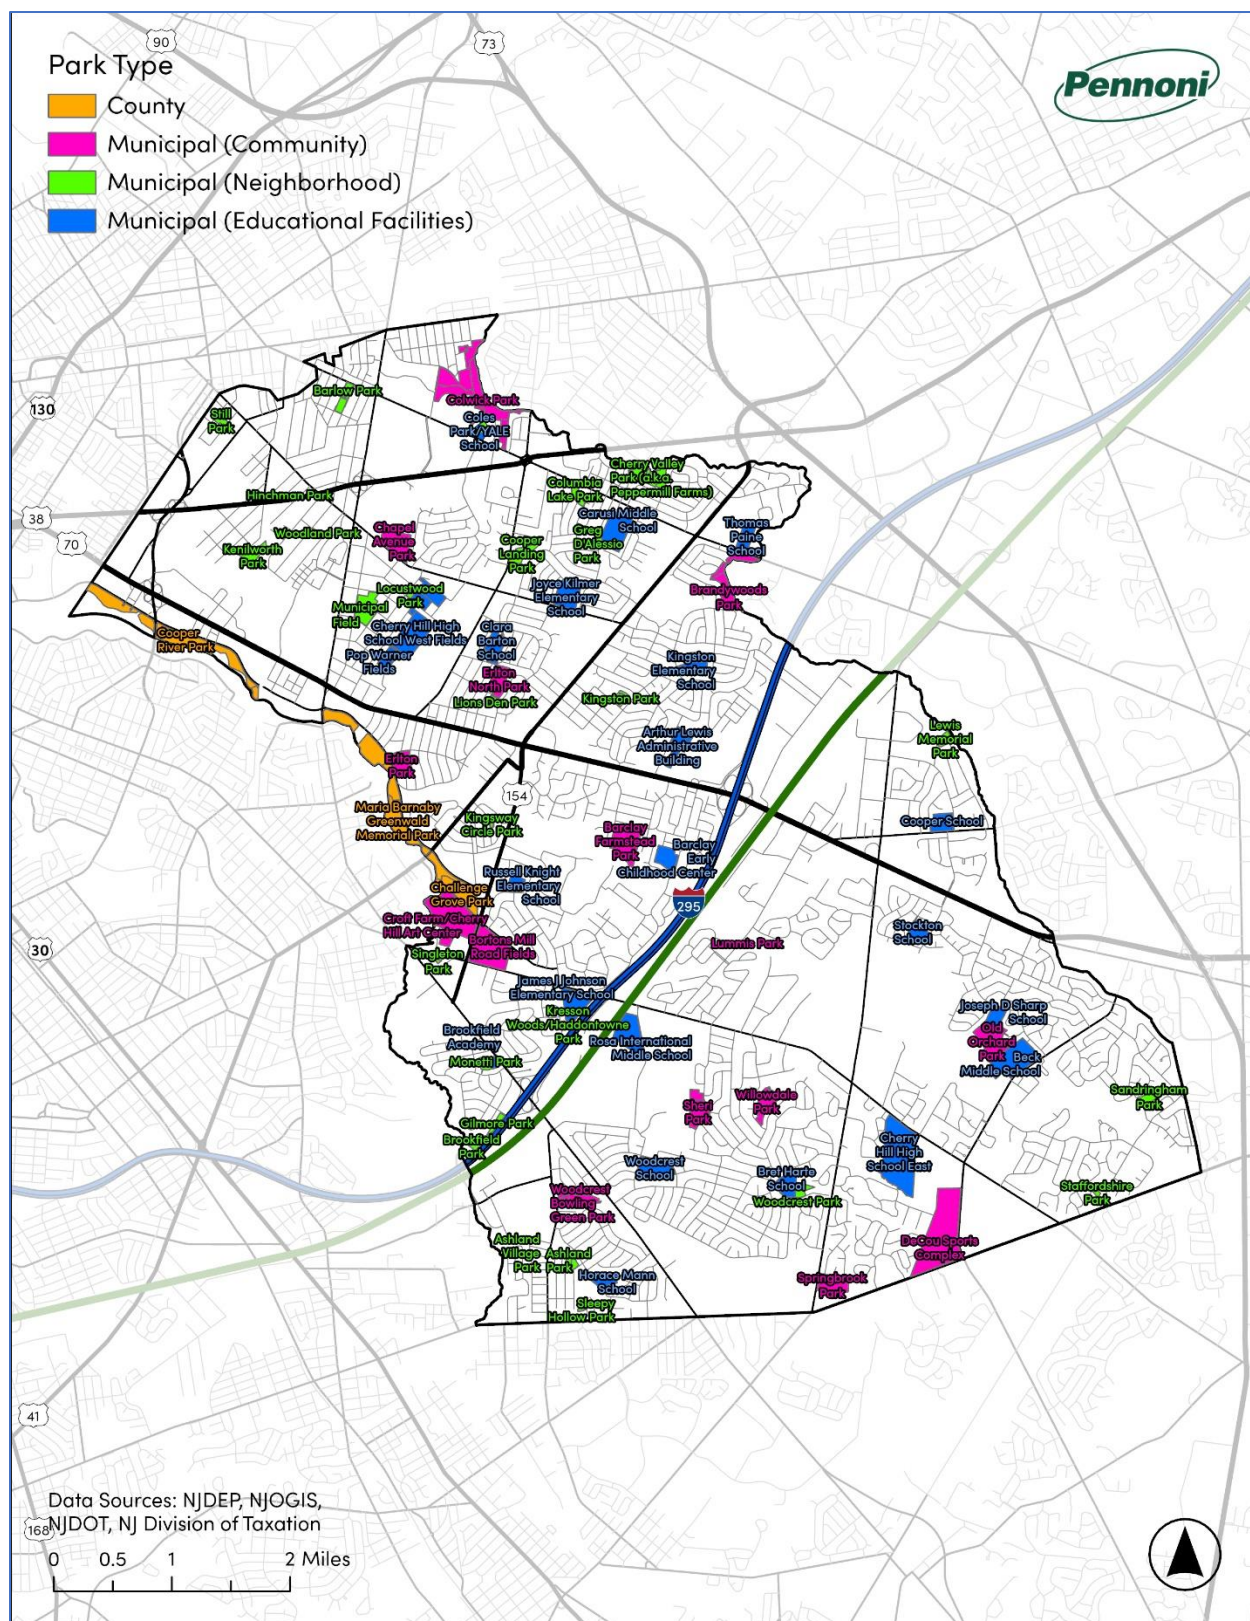 90
73
Park Type
Pennoni
County
Municipal (Community)
Municipal (Neighborhood)
Municipal (Educational Facilities)
130
38
70
Barlow Park
Still
Park
Colwick Park
Coles
Park/YALE
School
Cherry Valley
Park (a.k.a.
Peppermill Farms)
Columbia
Lake Park
Hinchman Park
Carusi Middle
School
Woodland Park
Chapel
Avenue
Park
Greg
D'Alessio
Park
Thomas
Paine
School
Kenilworth
Park
Cooper
Landing
Park
Joyce Kilmer
Elementary
School
Brandywoods
Park
Locustwood
Park
Municipal
Field
Cherry Hill High
School West Fields
Pop Warner
Fields
Clara
Barton
School
Cooper
River Park
Kingston
Elementary
School
Erlton
North Park
Lions Den Park
Kingston Park
Arthur Lewis
Administrative
Building
Lewis
Memorial
Park
Erlton
Park
154
Maria Barnaby
Greenwald
Memorial Park
Kingsway
Circle Park
Barclay
Farmstead
Park
Barclay
Early
Childhood Center
Cooper School
Russell Knight
Elementary
School
Challenge
Grove Park
295
Croft Farm/Cherry
Hill Art Center
Bortons Mill
Road Fields
Singleton
Park
Lummis Park
Stockton
School
30
James J Johnson
Elementary School
Kresson
Woods/Haddontowne
Park
Rosa International
Middle School
Brookfield
Academy
Monetti Park
Joseph D Sharp
School
Old
Orchard
Park
Beck
Middle School
Sheri
Park
Willowdale
Park
Sandringham
Park
Gilmore Park
Brookfield
Park
Cherry
Hill High
School East
Woodcrest
School
Bret Harte
School
Woodcrest Park
Staffordshire
Park
Woodcrest
Bowling
Green Park
Ashland
Village
Park
Ashland
Park
DeCou Sports
Complex
Horace Mann
School
Springbrook
Park
Sleepy
Hollow Park
41
168
Data Sources: NJDEP, NJOGIS,
NJDOT, NJ Division of Taxation
0 0.5 1 2 Miles